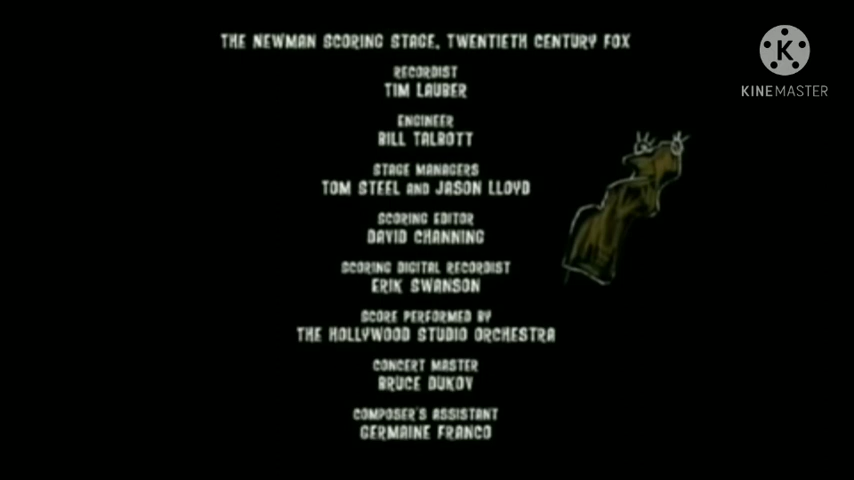 THE NEWMAN SCORING STAGE, TWENTIETH CENTURY FOX
RECORDIST
TIM LAUBER
ENGINEER
BILL TALBOTT
STAGE MANAGERS
TOM STEEL AND JASON LLOYD
SCORING EDITOR
DAVID CHANNING
SCORING DIGITAL RECORDIST
ERIK SWANSON
SCORE PERFORMED BY
THE HOLLYWOOD STUDIO ORCHESTRA
CONCERT MASTER
BRUCE DUKOV
COMPOSER'S ASSISTANT
GERMAINE FRANCO
K
KINEMASTER